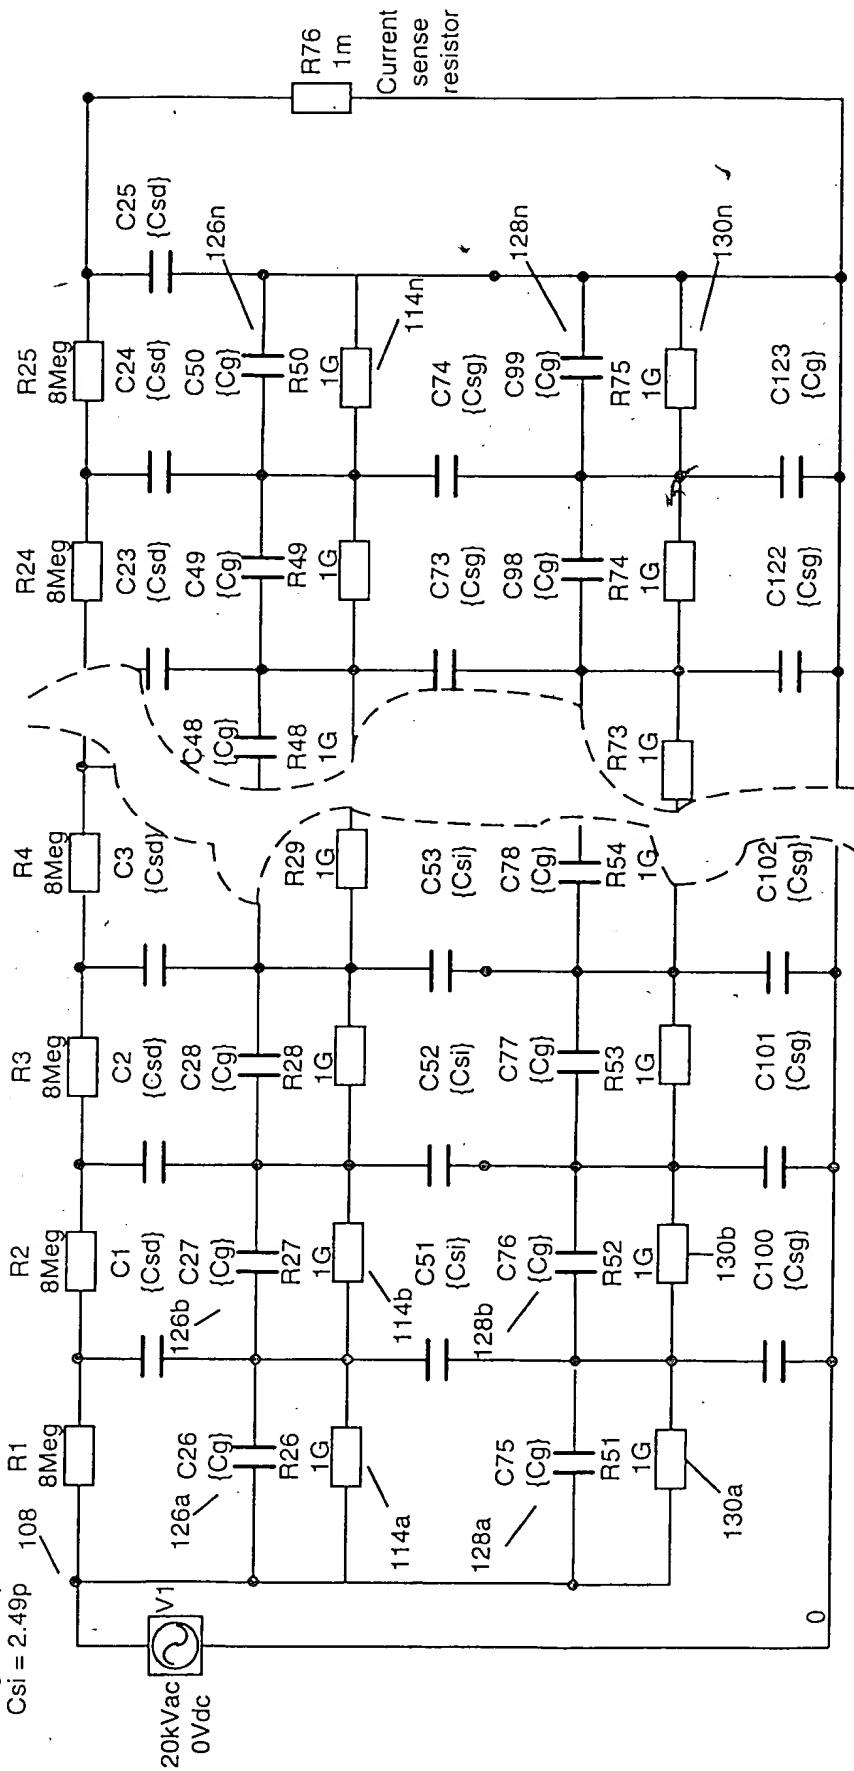 Csi = 2.49p
108
20kVac
0Vdc
V1
0
R1
8Meg
R2
8Meg
R3
8Meg
R4
8Meg
R24
8Meg
R25
8Meg
C1
{Csd}
C2
{Csd}
C3
{Csd}
C23
{Csd}
C24
{Csd}
C25
{Csd}
126a
C26
{Cg}
126b
C27
{Cg}
C28
{Cg}
C48
{Cg}
C49
{Cg}
C50
{Cg}
126n
R26
1G
R27
1G
R28
1G
R29
1G
R48
1G
R49
1G
R50
1G
114a
114b
114n
C51
{Csi}
C52
{Csi}
C53
{Csi}
C73
{Csg}
C74
{Csg}
128a
C75
{Cg}
128b
C76
{Cg}
C77
{Cg}
C78
{Cg}
C98
{Cg}
C99
{Cg}
128n
R51
1G
R52
1G
R53
1G
R54
1G
R73
1G
R74
1G
R75
1G
130a
130b
130n
C100
{Csg}
C101
{Csg}
C102
{Csg}
C122
{Csg}
C123
{Cg}
R76
1m
Current
sense
resistor